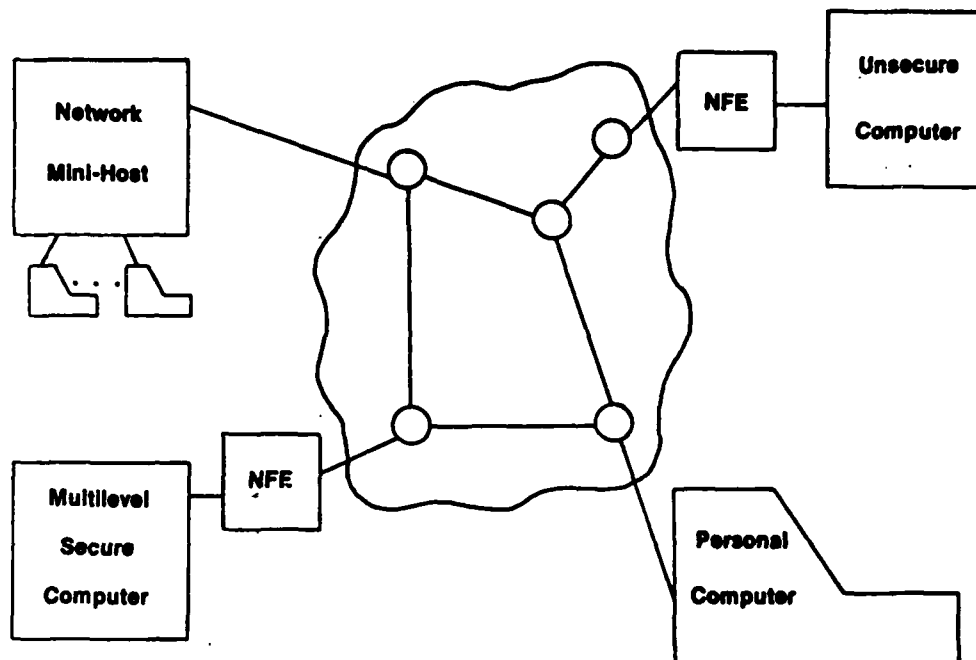 Network
Mini-Host
NFE
Unsecure
Computer
Multilevel
Secure
Computer
NFE
Personal
Computer